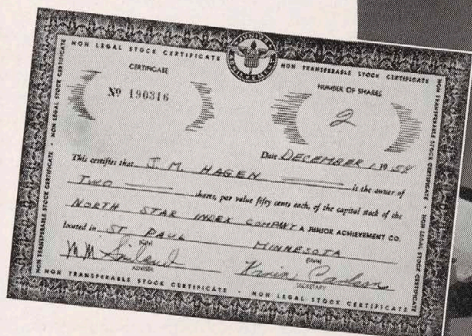 NON LEGAL STOCK CERTIFICATE
NON TRANSFERABLE STOCK CERTIFICATE
CERTIFICATE
NUMBER OF SHARES
Nº 190316
2
Date DECEMBER 1 1958
This certifies that J. M. HAGEN is the owner of
TWO shares, par value fifty cents each, of the capital stock of the
NORTH STAR INDEX COMPANY A JUNIOR ACHIEVEMENT CO.
located in ST. PAUL MINNESOTA
ADVISER
SECRETARY
NON TRANSFERABLE STOCK CERTIFICATE
NON LEGAL STOCK CERTIFICATE